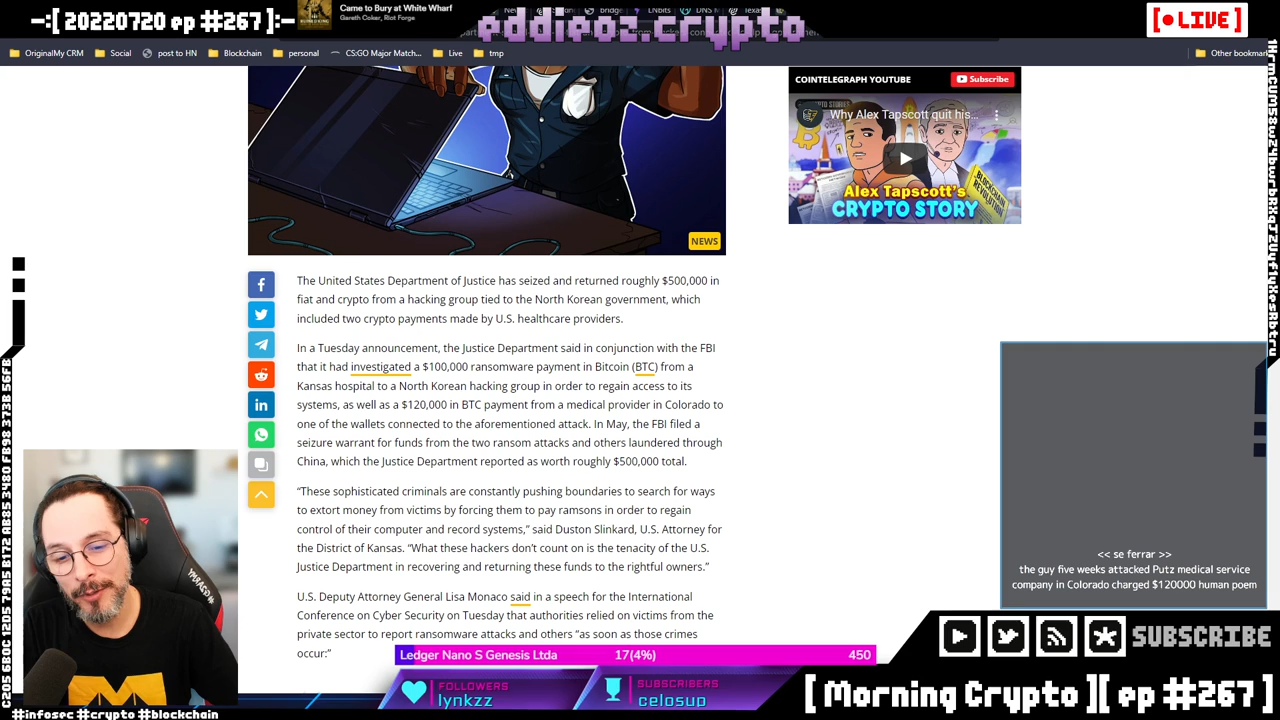 -:[ 20220720 ep #267 ]:-
Came to Bury at White Wharf
Gareth Coker, Riot Forge
eddieoz.crypto
[ ● LIVE ]
OriginalMy CRM
Social
post to HN
Blockchain
personal
CS:GO Major Match...
Live
tmp
Other bookmar
NEWS
COINTELEGRAPH YOUTUBE
Subscribe
Why Alex Tapscott quit his...
BLOCKCHAIN
REVOLUTION
ALEX TAPSCOTT'S
CRYPTO STORY
The United States Department of Justice has seized and returned roughly $500,000 in
fiat and crypto from a hacking group tied to the North Korean government, which
included two crypto payments made by U.S. healthcare providers.
In a Tuesday announcement, the Justice Department said in conjunction with the FBI
that it had investigated a $100,000 ransomware payment in Bitcoin (BTC) from a
Kansas hospital to a North Korean hacking group in order to regain access to its
systems, as well as a $120,000 in BTC payment from a medical provider in Colorado to
one of the wallets connected to the aforementioned attack. In May, the FBI filed a
seizure warrant for funds from the two ransom attacks and others laundered through
China, which the Justice Department reported as worth roughly $500,000 total.
“These sophisticated criminals are constantly pushing boundaries to search for ways
to extort money from victims by forcing them to pay ransoms in order to regain
control of their computer and record systems,” said Duston Slinkard, U.S. Attorney for
the District of Kansas. “What these hackers don’t count on is the tenacity of the U.S.
Justice Department in recovering and returning these funds to the rightful owners.”
U.S. Deputy Attorney General Lisa Monaco said in a speech for the International
Conference on Cyber Security on Tuesday that authorities relied on victims from the
private sector to report ransomware attacks and others “as soon as those crimes
occur:”
<< se ferrar >>
the guy five weeks attacked Putz medical service
company in Colorado charged $120000 human poem
Ledger Nano S Genesis Ltda 17(4%) 450
FOLLOWERS
lynkzz
SUBSCRIBERS
celosup
SUBSCRIBE
[ Morning Crypto ][ ep #267 ]
#infosec #crypto #blockchain